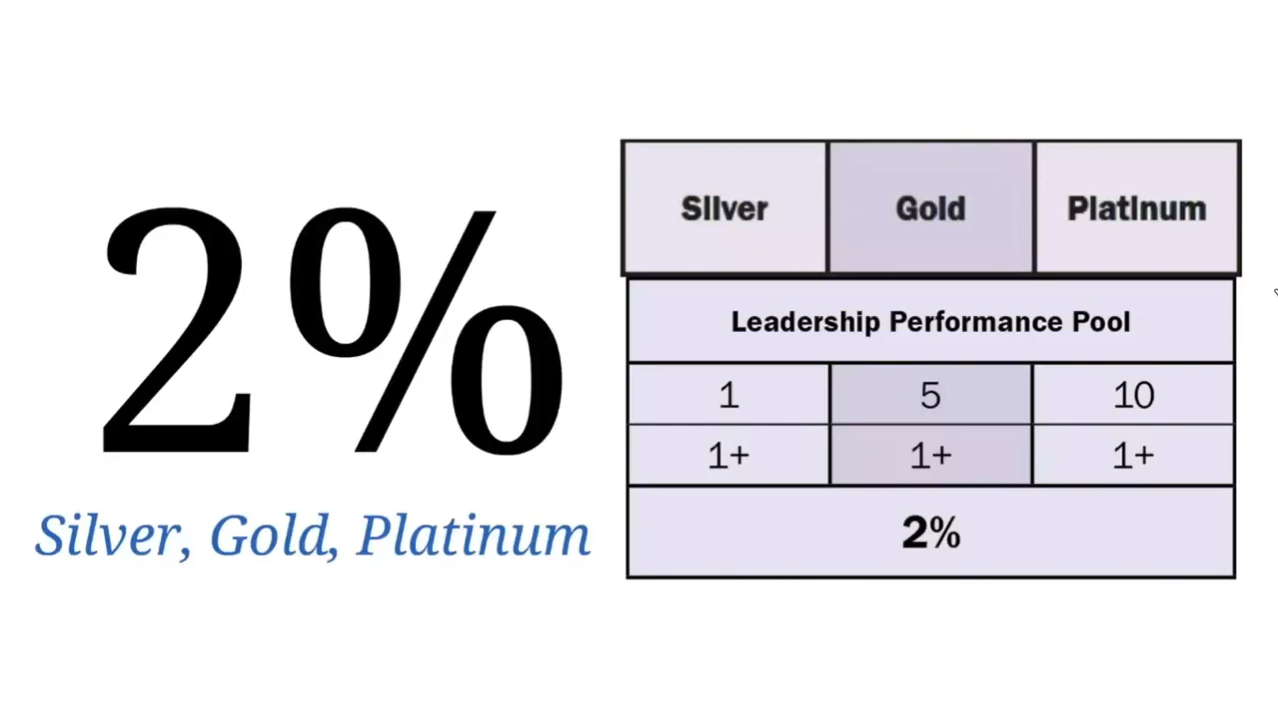 2%
Silver, Gold, Platinum
Silver Gold Platinum
Leadership Performance Pool
1 5 10
1+ 1+ 1+
2%